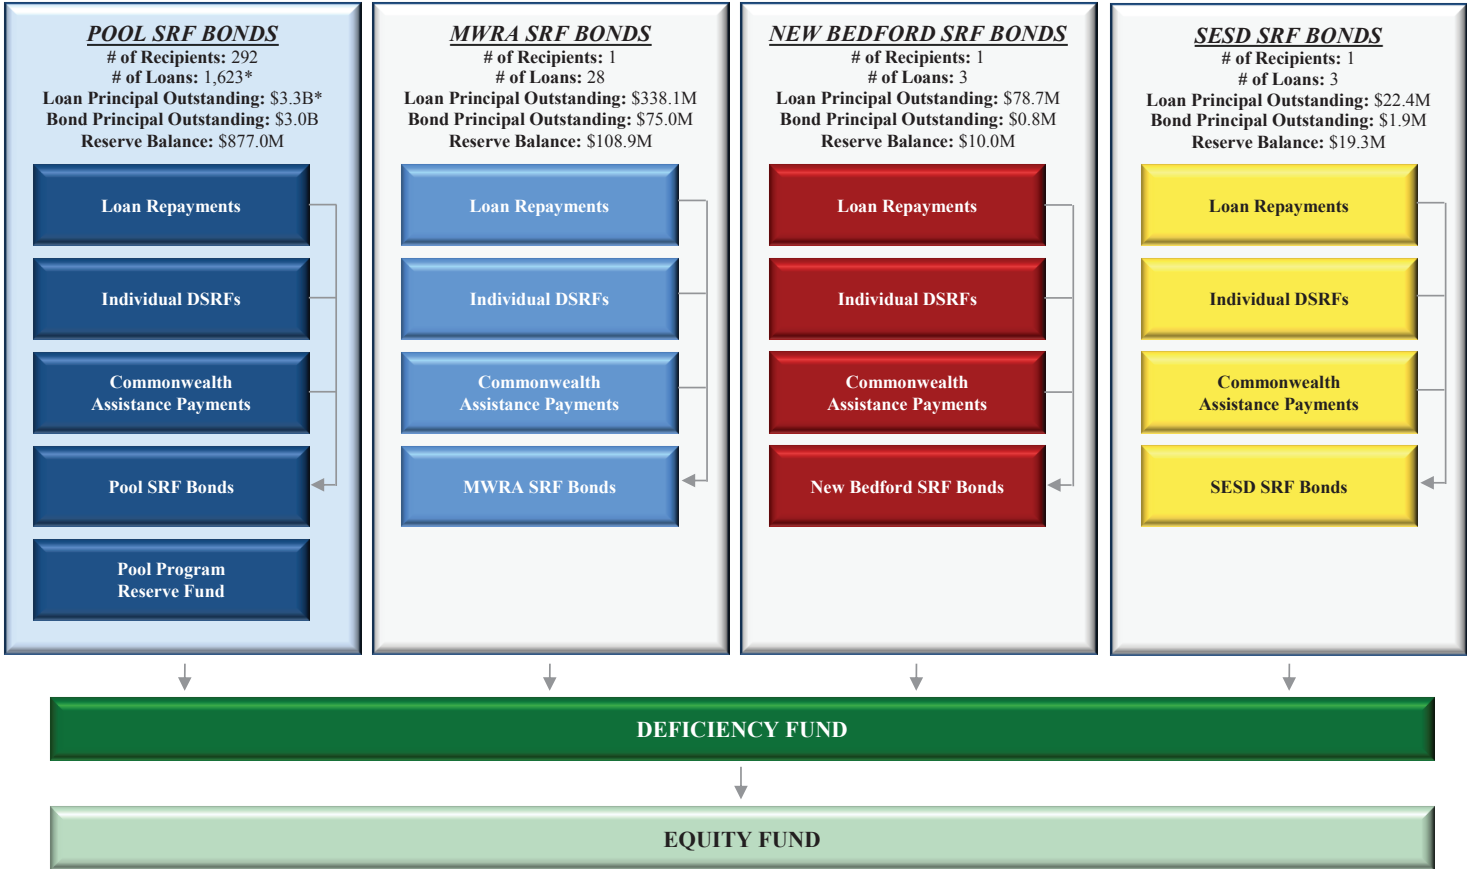 POOL SRF BONDS
# of Recipients: 292
# of Loans: 1,623*
Loan Principal Outstanding: $3.3B*
Bond Principal Outstanding: $3.0B
Reserve Balance: $877.0M
Loan Repayments
Individual DSRFs
Commonwealth
Assistance Payments
Pool SRF Bonds
Pool Program
Reserve Fund
MWRA SRF BONDS
# of Recipients: 1
# of Loans: 28
Loan Principal Outstanding: $338.1M
Bond Principal Outstanding: $75.0M
Reserve Balance: $108.9M
Loan Repayments
Individual DSRFs
Commonwealth
Assistance Payments
MWRA SRF Bonds
NEW BEDFORD SRF BONDS
# of Recipients: 1
# of Loans: 3
Loan Principal Outstanding: $78.7M
Bond Principal Outstanding: $0.8M
Reserve Balance: $10.0M
Loan Repayments
Individual DSRFs
Commonwealth
Assistance Payments
New Bedford SRF Bonds
SESD SRF BONDS
# of Recipients: 1
# of Loans: 3
Loan Principal Outstanding: $22.4M
Bond Principal Outstanding: $1.9M
Reserve Balance: $19.3M
Loan Repayments
Individual DSRFs
Commonwealth
Assistance Payments
SESD SRF Bonds
DEFICIENCY FUND
EQUITY FUND